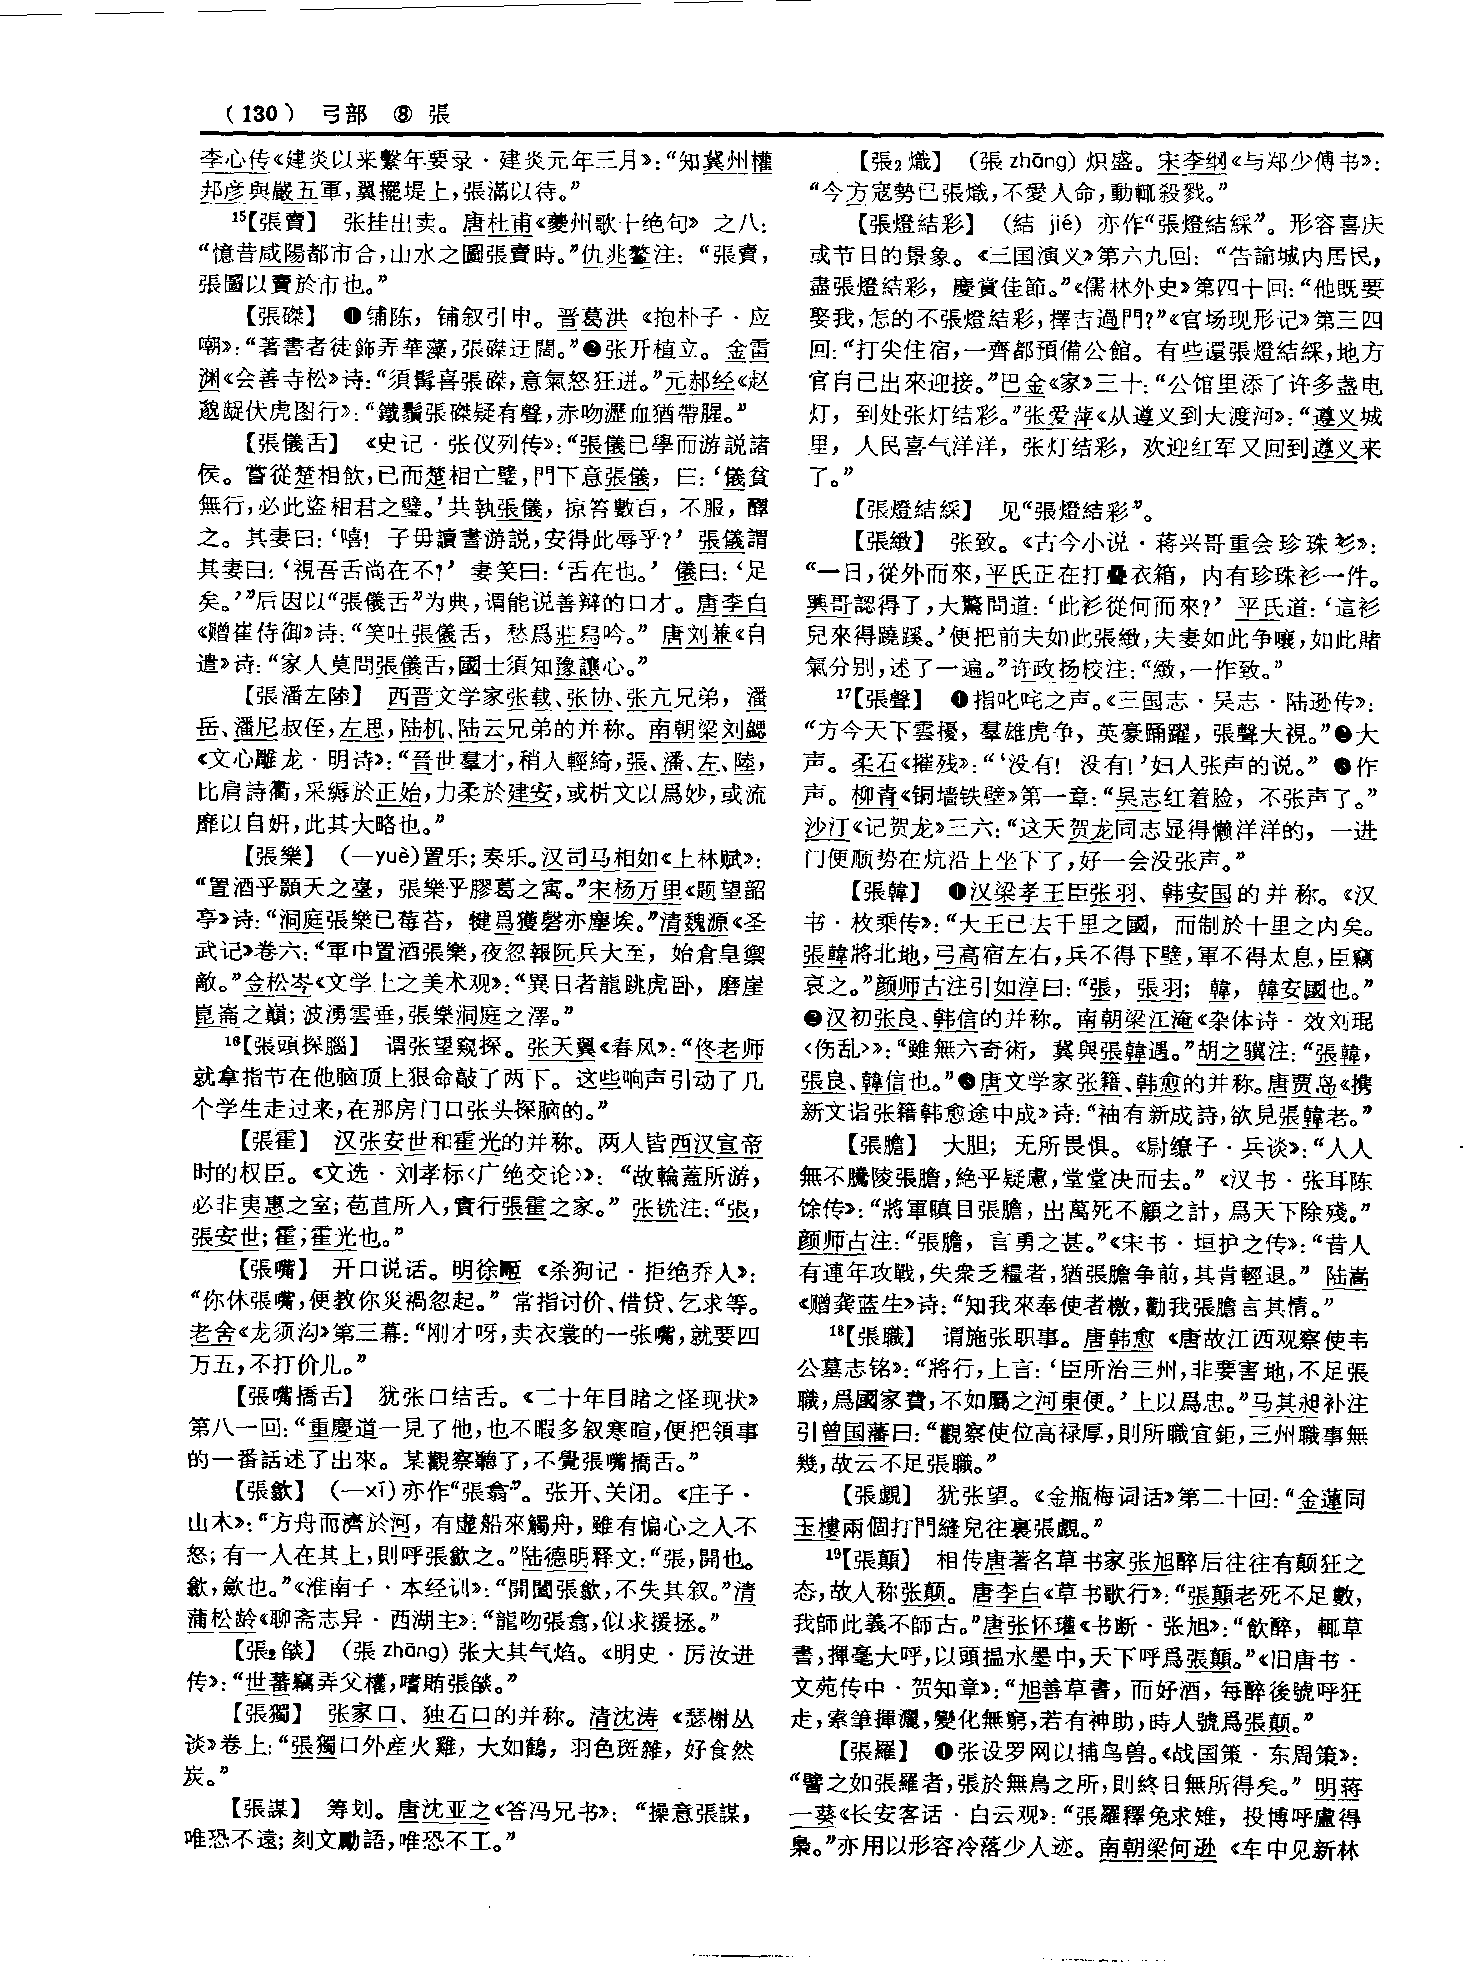 （130） 弓部 ⑧ 張
李心传《建炎以来繫年要录·建炎元年三月》：“知冀州權
邦彦與嚴五軍，翼擺堤上，張滿以待。”
15【張賣】 张挂出卖。唐杜甫《夔州歌十绝句》之八：
“憶昔咸陽都市合，山水之圖張賣時。”仇兆鳌注：“張賣，
張圖以賣於市也。”
【張磔】 ❶铺陈，铺叙引申。晋葛洪《抱朴子·应
嘲》：“著書者徒飾弄華藻，張磔迂闊。”❷张开植立。金雷
渊《会善寺松》诗：“須髯喜張磔，意氣怒狂迸。”元郝经《赵
邈龊伏虎图行》：“鐵鬚張磔疑有聲，赤吻瀝血猶帶腥。”
【張儀舌】 《史记·张仪列传》：“張儀已學而游説諸
侯。嘗從楚相飲，已而楚相亡璧，門下意張儀，曰：‘儀貧
無行，必此盗相君之璧。’共執張儀，掠笞數百，不服，醳
之。其妻曰：‘嘻！子毋讀書游説，安得此辱乎？’張儀謂
其妻曰：‘視吾舌尚在不？’妻笑曰：‘舌在也。’儀曰：‘足
矣。’”后因以“張儀舌”为典，谓能说善辩的口才。唐李白
《赠崔侍御》诗：“笑吐張儀舌，愁爲莊舄吟。”唐刘兼《自
遣》诗：“家人莫問張儀舌，國士須知豫讓心。”
【張潘左陸】 西晋文学家张载、张协、张亢兄弟，潘
岳、潘尼叔侄，左思，陆机、陆云兄弟的并称。南朝梁刘勰
《文心雕龙·明诗》：“晉世羣才，稍入輕綺，張、潘、左、陸，
比肩詩衢，采縟於正始，力柔於建安，或析文以爲妙，或流
靡以自妍，此其大略也。”
【張樂】 （—yuè）置乐；奏乐。汉司马相如《上林赋》：
“置酒乎顥天之臺，張樂乎膠葛之寓。”宋杨万里《题望韶
亭》诗：“洞庭張樂已莓苔，犍爲獲磬亦塵埃。”清魏源《圣
武记》卷六：“軍中置酒張樂，夜忽報阮兵大至，始倉皇禦
敵。”金松岑《文学上之美术观》：“異日者龍跳虎卧，磨崖
崑崙之巔；波湧雲垂，張樂洞庭之澤。”
16【張頭探腦】 谓张望窥探。张天翼《春风》：“佟老师
就拿指节在他脑顶上狠命敲了两下。这些响声引动了几
个学生走过来，在那房门口张头探脑的。”
【張霍】 汉张安世和霍光的并称。两人皆西汉宣帝
时的权臣。《文选·刘孝标〈广绝交论〉》：“故輪蓋所游，
必非夷惠之室；苞苴所入，實行張霍之家。”张铣注：“張，
張安世；霍，霍光也。”
【張嘴】 开口说话。明徐𤱻《杀狗记·拒绝乔人》：
“你休張嘴，便教你災禍忽起。”常指讨价、借贷、乞求等。
老舍《龙须沟》第三幕：“刚才呀，卖衣裳的一张嘴，就要四
万五，不打价儿。”
【張嘴撟舌】 犹张口结舌。《二十年目睹之怪现状》
第八一回：“重慶道一見了他，也不暇多叙寒暄，便把領事
的一番話述了出來。某觀察聽了，不覺張嘴撟舌。”
【張歙】 （—xī）亦作“張翕”。张开、关闭。《庄子·
山木》：“方舟而濟於河，有虚船來觸舟，雖有惼心之人不
怒；有一人在其上，則呼張歙之。”陆德明释文：“張，開也。
歙，斂也。”《淮南子·本经训》：“開闔張歙，不失其叙。”清
蒲松龄《聊斋志异·西湖主》：“龍吻張翕，似求援拯。”
【張₂燄】 （張 zhāng）张大其气焰。《明史·厉汝进
传》：“世蕃竊弄父權，嗜賄張燄。”
【張獨】 张家口、独石口的并称。清沈涛《瑟榭丛
谈》卷上：“張獨口外産火雞，大如鶴，羽色斑雜，好食然
炭。”
【張謀】 筹划。唐沈亚之《答冯兄书》：“操意張謀，
唯恐不遠；刻文勵語，唯恐不工。”
【張₂熾】 （張 zhāng）炽盛。宋李纲《与郑少傅书》：
“今方寇勢已張熾，不愛人命，動輒殺戮。”
【張燈結彩】 （結 jié）亦作“張燈結綵”。形容喜庆
或节日的景象。《三国演义》第六九回：“告諭城内居民，
盡張燈結彩，慶賞佳節。”《儒林外史》第四十回：“他既要
娶我，怎的不張燈結彩，擇吉過門？”《官场现形记》第三四
回：“打尖住宿，一齊都預備公館。有些還張燈結綵，地方
官自己出來迎接。”巴金《家》三十：“公馆里添了许多盏电
灯，到处张灯结彩。”张爱萍《从遵义到大渡河》：“遵义城
里，人民喜气洋洋，张灯结彩，欢迎红军又回到遵义来
了。”
【張燈結綵】 见“張燈結彩”。
【張緻】 张致。《古今小说·蒋兴哥重会珍珠衫》：
“一日，從外而來，平氏正在打疊衣箱，内有珍珠衫一件。
興哥認得了，大驚問道：‘此衫從何而來？’平氏道：‘這衫
兒來得蹺蹊。’便把前夫如此張緻，夫妻如此争嚷，如此賭
氣分别，述了一遍。”许政扬校注：“緻，一作致。”
17【張聲】 ❶指叱咤之声。《三国志·吴志·陆逊传》：
“方今天下雲擾，羣雄虎争，英豪踊躍，張聲大視。”❷大
声。柔石《摧残》：“‘没有！没有！’妇人张声的说。”❸作
声。柳青《铜墙铁壁》第一章：“吴志红着脸，不张声了。”
沙汀《记贺龙》三六：“这天贺龙同志显得懒洋洋的，一进
门便顺势在炕沿上坐下了，好一会没张声。”
【張韓】 ❶汉梁孝王臣张羽、韩安国的并称。《汉
书·枚乘传》：“大王已去千里之國，而制於十里之内矣。
張韓將北地，弓高宿左右，兵不得下壁，軍不得太息，臣竊
哀之。”颜师古注引如淳曰：“張，張羽；韓，韓安國也。”
❷汉初张良、韩信的并称。南朝梁江淹《杂体诗·效刘琨
〈伤乱〉》：“雖無六奇術，冀與張韓遇。”胡之骥注：“張韓，
張良、韓信也。”❸唐文学家张籍、韩愈的并称。唐贾岛《携
新文诣张籍韩愈途中成》诗：“袖有新成詩，欲見張韓老。”
【張膽】 大胆；无所畏惧。《尉缭子·兵谈》：“人人
無不騰陵張膽，絶乎疑慮，堂堂决而去。”《汉书·张耳陈
馀传》：“將軍瞋目張膽，出萬死不顧之計，爲天下除殘。”
颜师古注：“張膽，言勇之甚。”《宋书·垣护之传》：“昔人
有連年攻戰，失衆乏糧者，猶張膽争前，其肯輕退。”陆嵩
《赠龚蓝生》诗：“知我來奉使者檄，勸我張膽言其情。”
18【張職】 谓施张职事。唐韩愈《唐故江西观察使韦
公墓志铭》：“將行，上言：‘臣所治三州，非要害地，不足張
職，爲國家費，不如屬之河東便。’上以爲忠。”马其昶补注
引曾国藩曰：“觀察使位高禄厚，則所職宜鉅，三州職事無
幾，故云不足張職。”
【張覷】 犹张望。《金瓶梅词话》第二十回：“金蓮同
玉樓兩個打門縫兒往裏張覷。”
19【張顛】 相传唐著名草书家张旭醉后往往有颠狂之
态，故人称张颠。唐李白《草书歌行》：“張顛老死不足數，
我師此義不師古。”唐张怀瓘《书断·张旭》：“飲醉，輒草
書，揮毫大呼，以頭揾水墨中，天下呼爲張顛。”《旧唐书·
文苑传中·贺知章》：“旭善草書，而好酒，每醉後號呼狂
走，索筆揮灑，變化無窮，若有神助，時人號爲張颠。”
【張羅】 ❶张设罗网以捕鸟兽。《战国策·东周策》：
“譬之如張羅者，張於無鳥之所，則終日無所得矣。”明蒋
一葵《长安客话·白云观》：“張羅釋兔求雉，投博呼盧得
梟。”亦用以形容冷落少人迹。南朝梁何逊《车中见新林